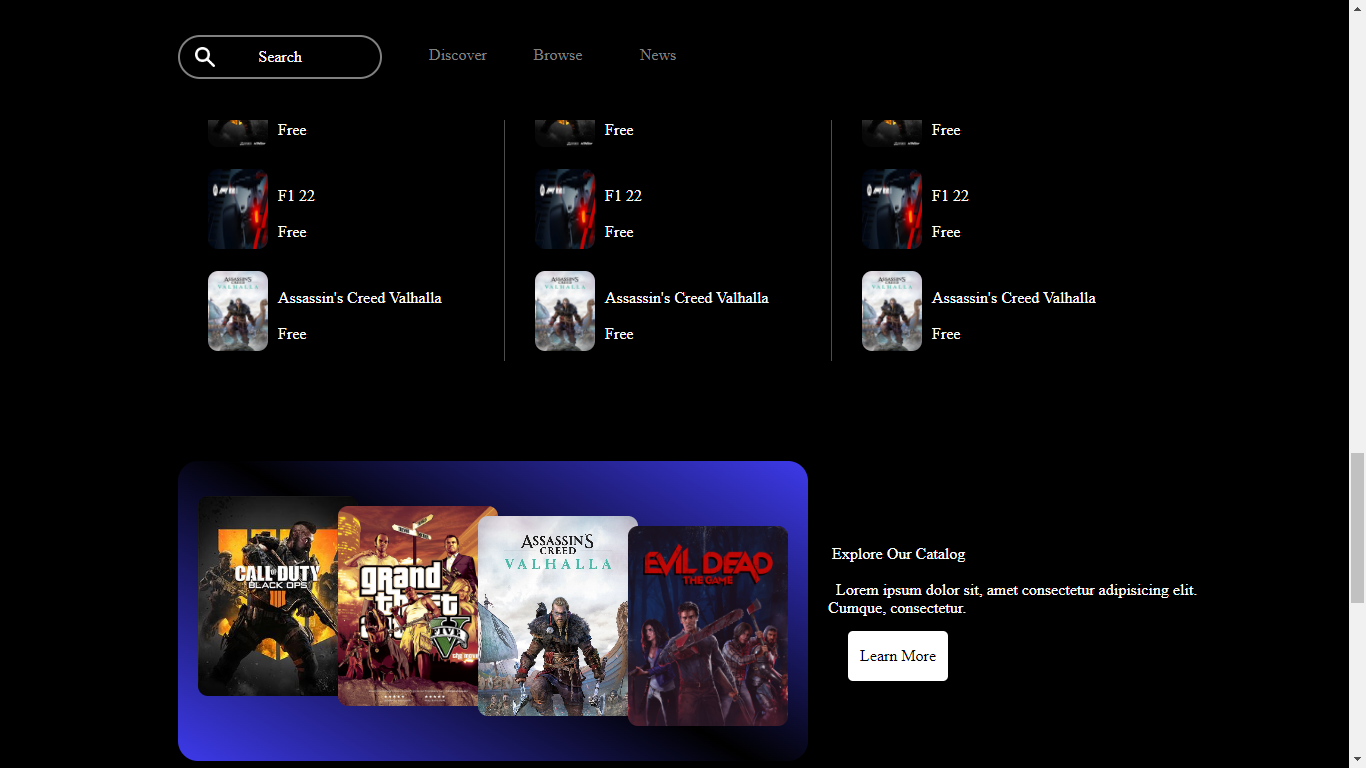 Search
Discover
Browse
News
Free
Free
Free
F1 22
Free
F1 22
Free
F1 22
Free
Assassin's Creed Valhalla
Free
Assassin's Creed Valhalla
Free
Assassin's Creed Valhalla
Free
CALL OF DUTY
BLACK OPS
IIII
grand
theft
FIVE
ASSASSIN'S
CREED
VALHALLA
EVIL DEAD
THE GAME
Explore Our Catalog
Lorem ipsum dolor sit, amet consectetur adipisicing elit.
Cumque, consectetur.
Learn More